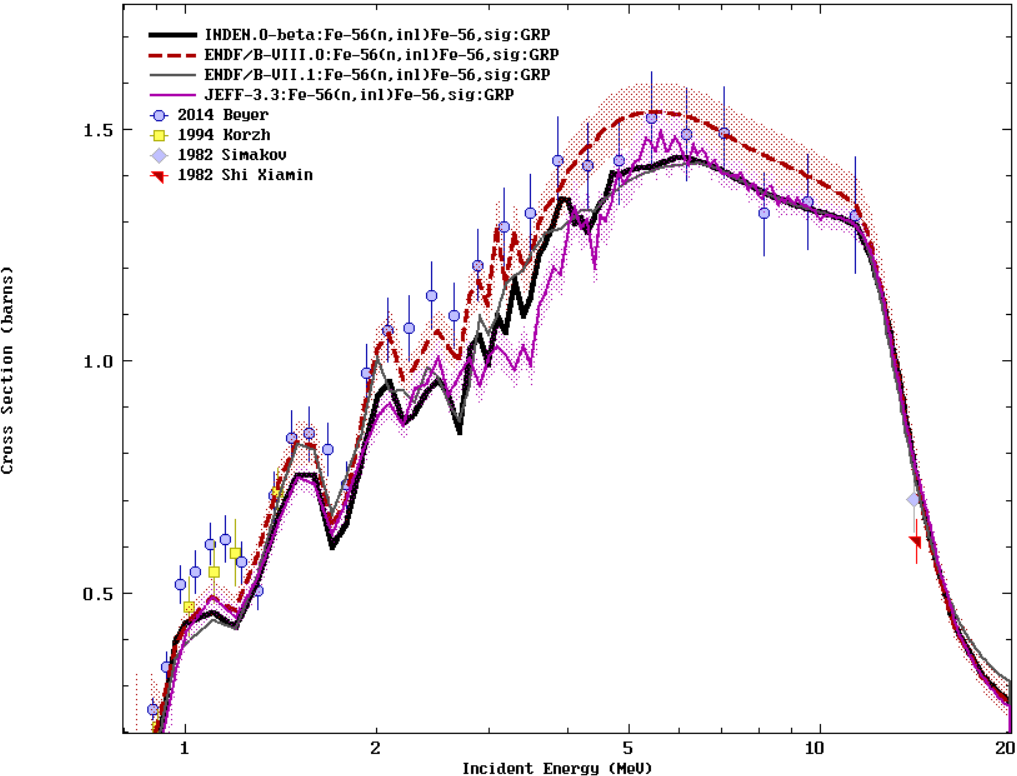 INDEN.0-beta:Fe-56(n,inl)Fe-56,sig:GRP
ENDF/B-VIII.0:Fe-56(n,inl)Fe-56,sig:GRP
ENDF/B-VII.1:Fe-56(n,inl)Fe-56,sig:GRP
JEFF-3.3:Fe-56(n,inl)Fe-56,sig:GRP
2014 Beyer
1994 Korzh
1982 Simakov
1982 Shi Xiamin
Cross Section (barns)
1.5
1.0
0.5
1 2 5 10 20
Incident Energy (MeV)